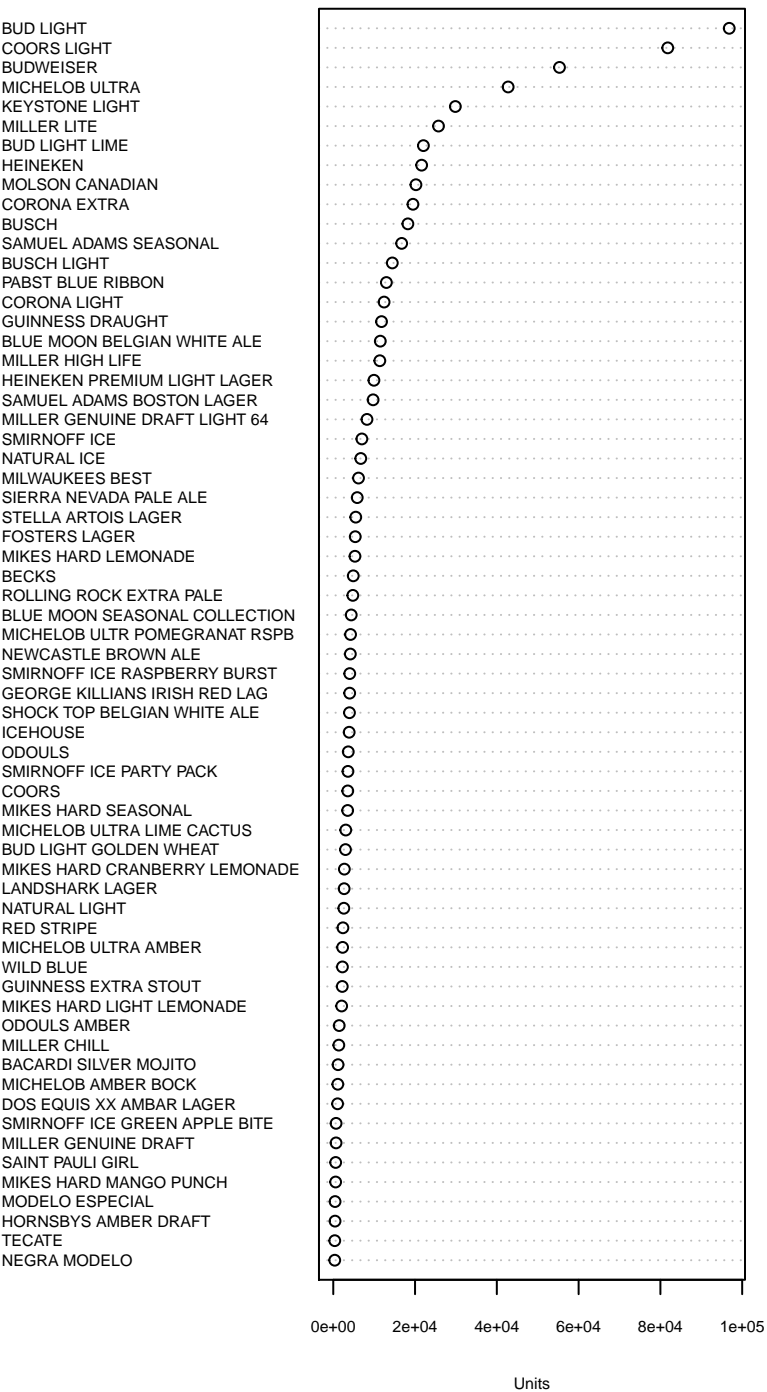 BUD LIGHT
COORS LIGHT
BUDWEISER
MICHELOB ULTRA
KEYSTONE LIGHT
MILLER LITE
BUD LIGHT LIME
HEINEKEN
MOLSON CANADIAN
CORONA EXTRA
BUSCH
SAMUEL ADAMS SEASONAL
BUSCH LIGHT
PABST BLUE RIBBON
CORONA LIGHT
GUINNESS DRAUGHT
BLUE MOON BELGIAN WHITE ALE
MILLER HIGH LIFE
HEINEKEN PREMIUM LIGHT LAGER
SAMUEL ADAMS BOSTON LAGER
MILLER GENUINE DRAFT LIGHT 64
SMIRNOFF ICE
NATURAL ICE
MILWAUKEES BEST
SIERRA NEVADA PALE ALE
STELLA ARTOIS LAGER
FOSTERS LAGER
MIKES HARD LEMONADE
BECKS
ROLLING ROCK EXTRA PALE
BLUE MOON SEASONAL COLLECTION
MICHELOB ULTR POMEGRANAT RSPB
NEWCASTLE BROWN ALE
SMIRNOFF ICE RASPBERRY BURST
GEORGE KILLIANS IRISH RED LAG
SHOCK TOP BELGIAN WHITE ALE
ICEHOUSE
ODOULS
SMIRNOFF ICE PARTY PACK
COORS
MIKES HARD SEASONAL
MICHELOB ULTRA LIME CACTUS
BUD LIGHT GOLDEN WHEAT
MIKES HARD CRANBERRY LEMONADE
LANDSHARK LAGER
NATURAL LIGHT
RED STRIPE
MICHELOB ULTRA AMBER
WILD BLUE
GUINNESS EXTRA STOUT
MIKES HARD LIGHT LEMONADE
ODOULS AMBER
MILLER CHILL
BACARDI SILVER MOJITO
MICHELOB AMBER BOCK
DOS EQUIS XX AMBAR LAGER
SMIRNOFF ICE GREEN APPLE BITE
MILLER GENUINE DRAFT
SAINT PAULI GIRL
MIKES HARD MANGO PUNCH
MODELO ESPECIAL
HORNSBYS AMBER DRAFT
TECATE
NEGRA MODELO
0e+00 2e+04 4e+04 6e+04 8e+04 1e+05
Units